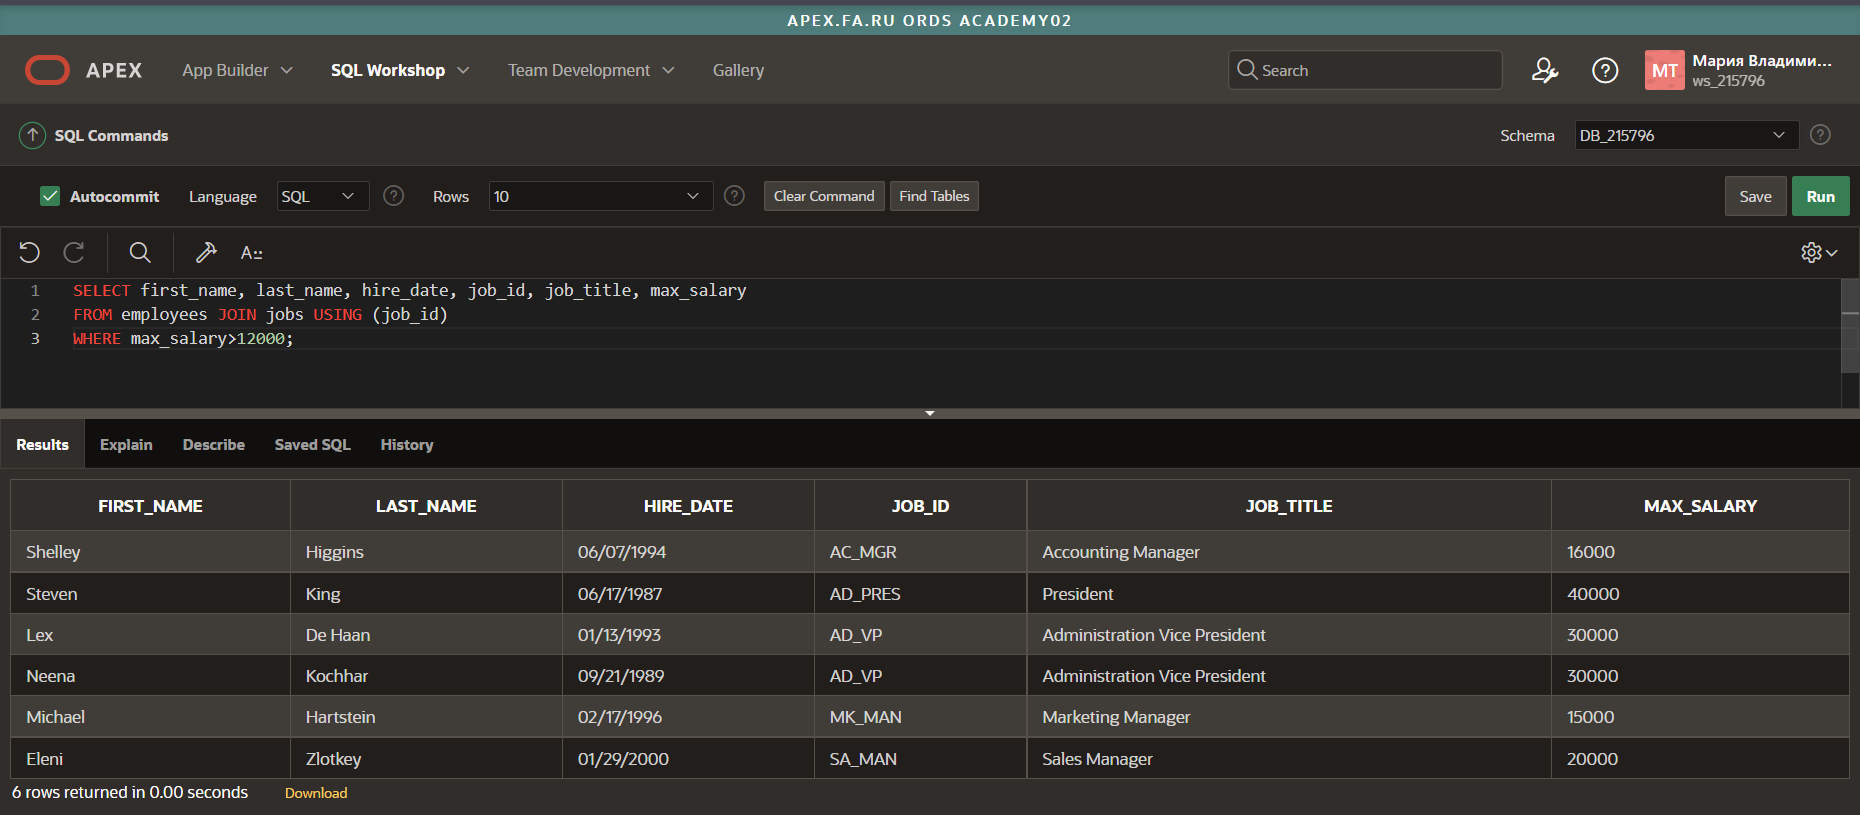 APEX.FA.RU ORDS ACADEMY02
APEX App Builder SQL Workshop Team Development Gallery Search MT Мария Владими...
ws_215796
SQL Commands Schema DB_215796
Autocommit Language SQL Rows 10 Clear Command Find Tables Save Run
A::
1 SELECT first_name, last_name, hire_date, job_id, job_title, max_salary
2 FROM employees JOIN jobs USING (job_id)
3 WHERE max_salary>12000;
Results Explain Describe Saved SQL History
FIRST_NAME LAST_NAME HIRE_DATE JOB_ID JOB_TITLE MAX_SALARY
Shelley Higgins 06/07/1994 AC_MGR Accounting Manager 16000
Steven King 06/17/1987 AD_PRES President 40000
Lex De Haan 01/13/1993 AD_VP Administration Vice President 30000
Neena Kochhar 09/21/1989 AD_VP Administration Vice President 30000
Michael Hartstein 02/17/1996 MK_MAN Marketing Manager 15000
Eleni Zlotkey 01/29/2000 SA_MAN Sales Manager 20000
6 rows returned in 0.00 seconds Download